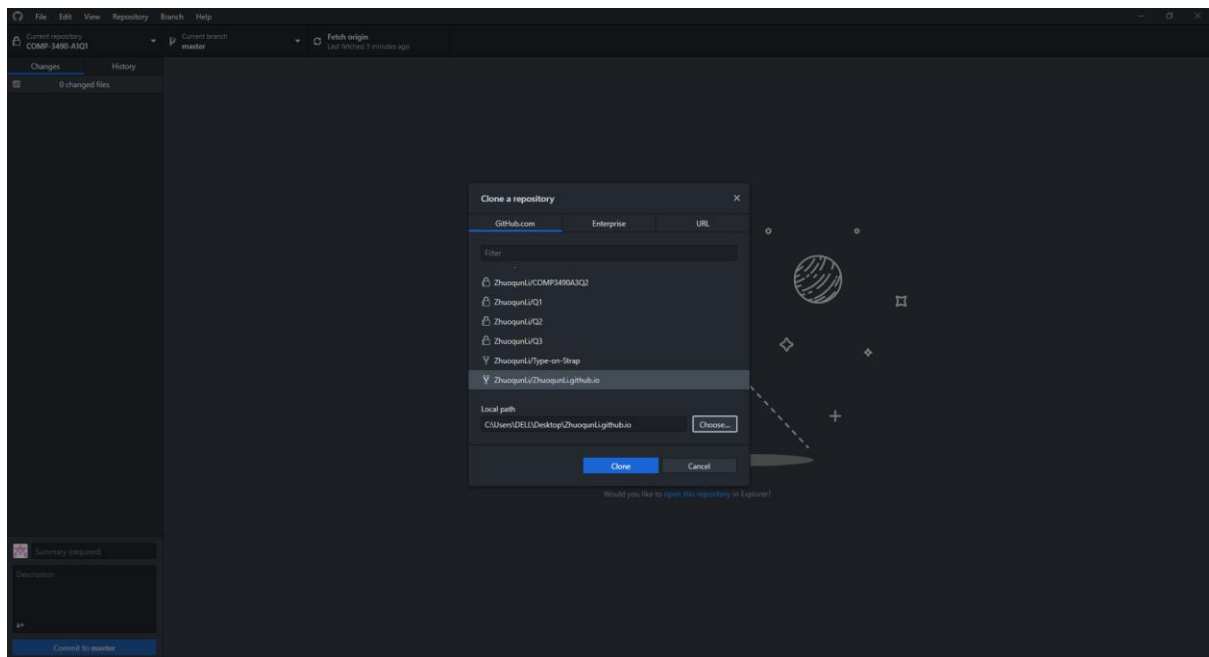 File Edit View Repository Branch Help
Current repository
COMP-3490-A1Q1
Current branch
master
Fetch origin
Last fetched 3 minutes ago
Changes History
0 changed files
Clone a repository
GitHub.com Enterprise URL
Filter
ZhuoqunLi/COMP3490A3Q2
ZhuoqunLi/Q1
ZhuoqunLi/Q2
ZhuoqunLi/Q3
ZhuoqunLi/Type-on-Strap
ZhuoqunLi/ZhuoqunLi.github.io
Local path
C:\Users\DELL\Desktop\ZhuoqunLi.github.io Choose...
Clone Cancel
Would you like to open this repository in Explorer?
Summary (required)
Description
Commit to master